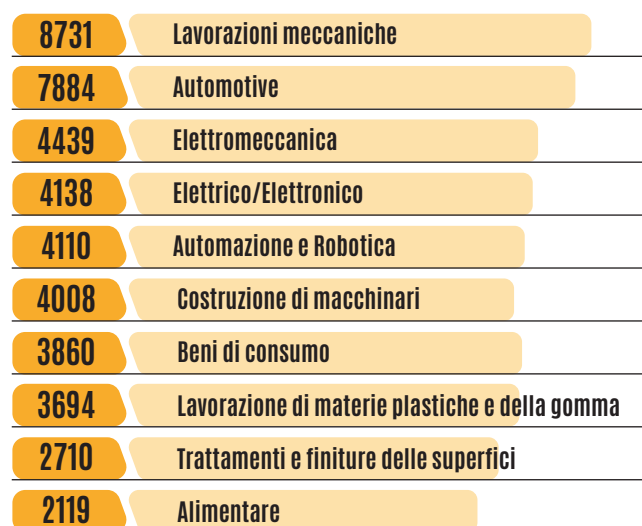 8731 Lavorazioni meccaniche
7884 Automotive
4439 Elettromeccanica
4138 Elettrico/Elettronico
4110 Automazione e Robotica
4008 Costruzione di macchinari
3860 Beni di consumo
3694 Lavorazione di materie plastiche e della gomma
2710 Trattamenti e finiture delle superfici
2119 Alimentare